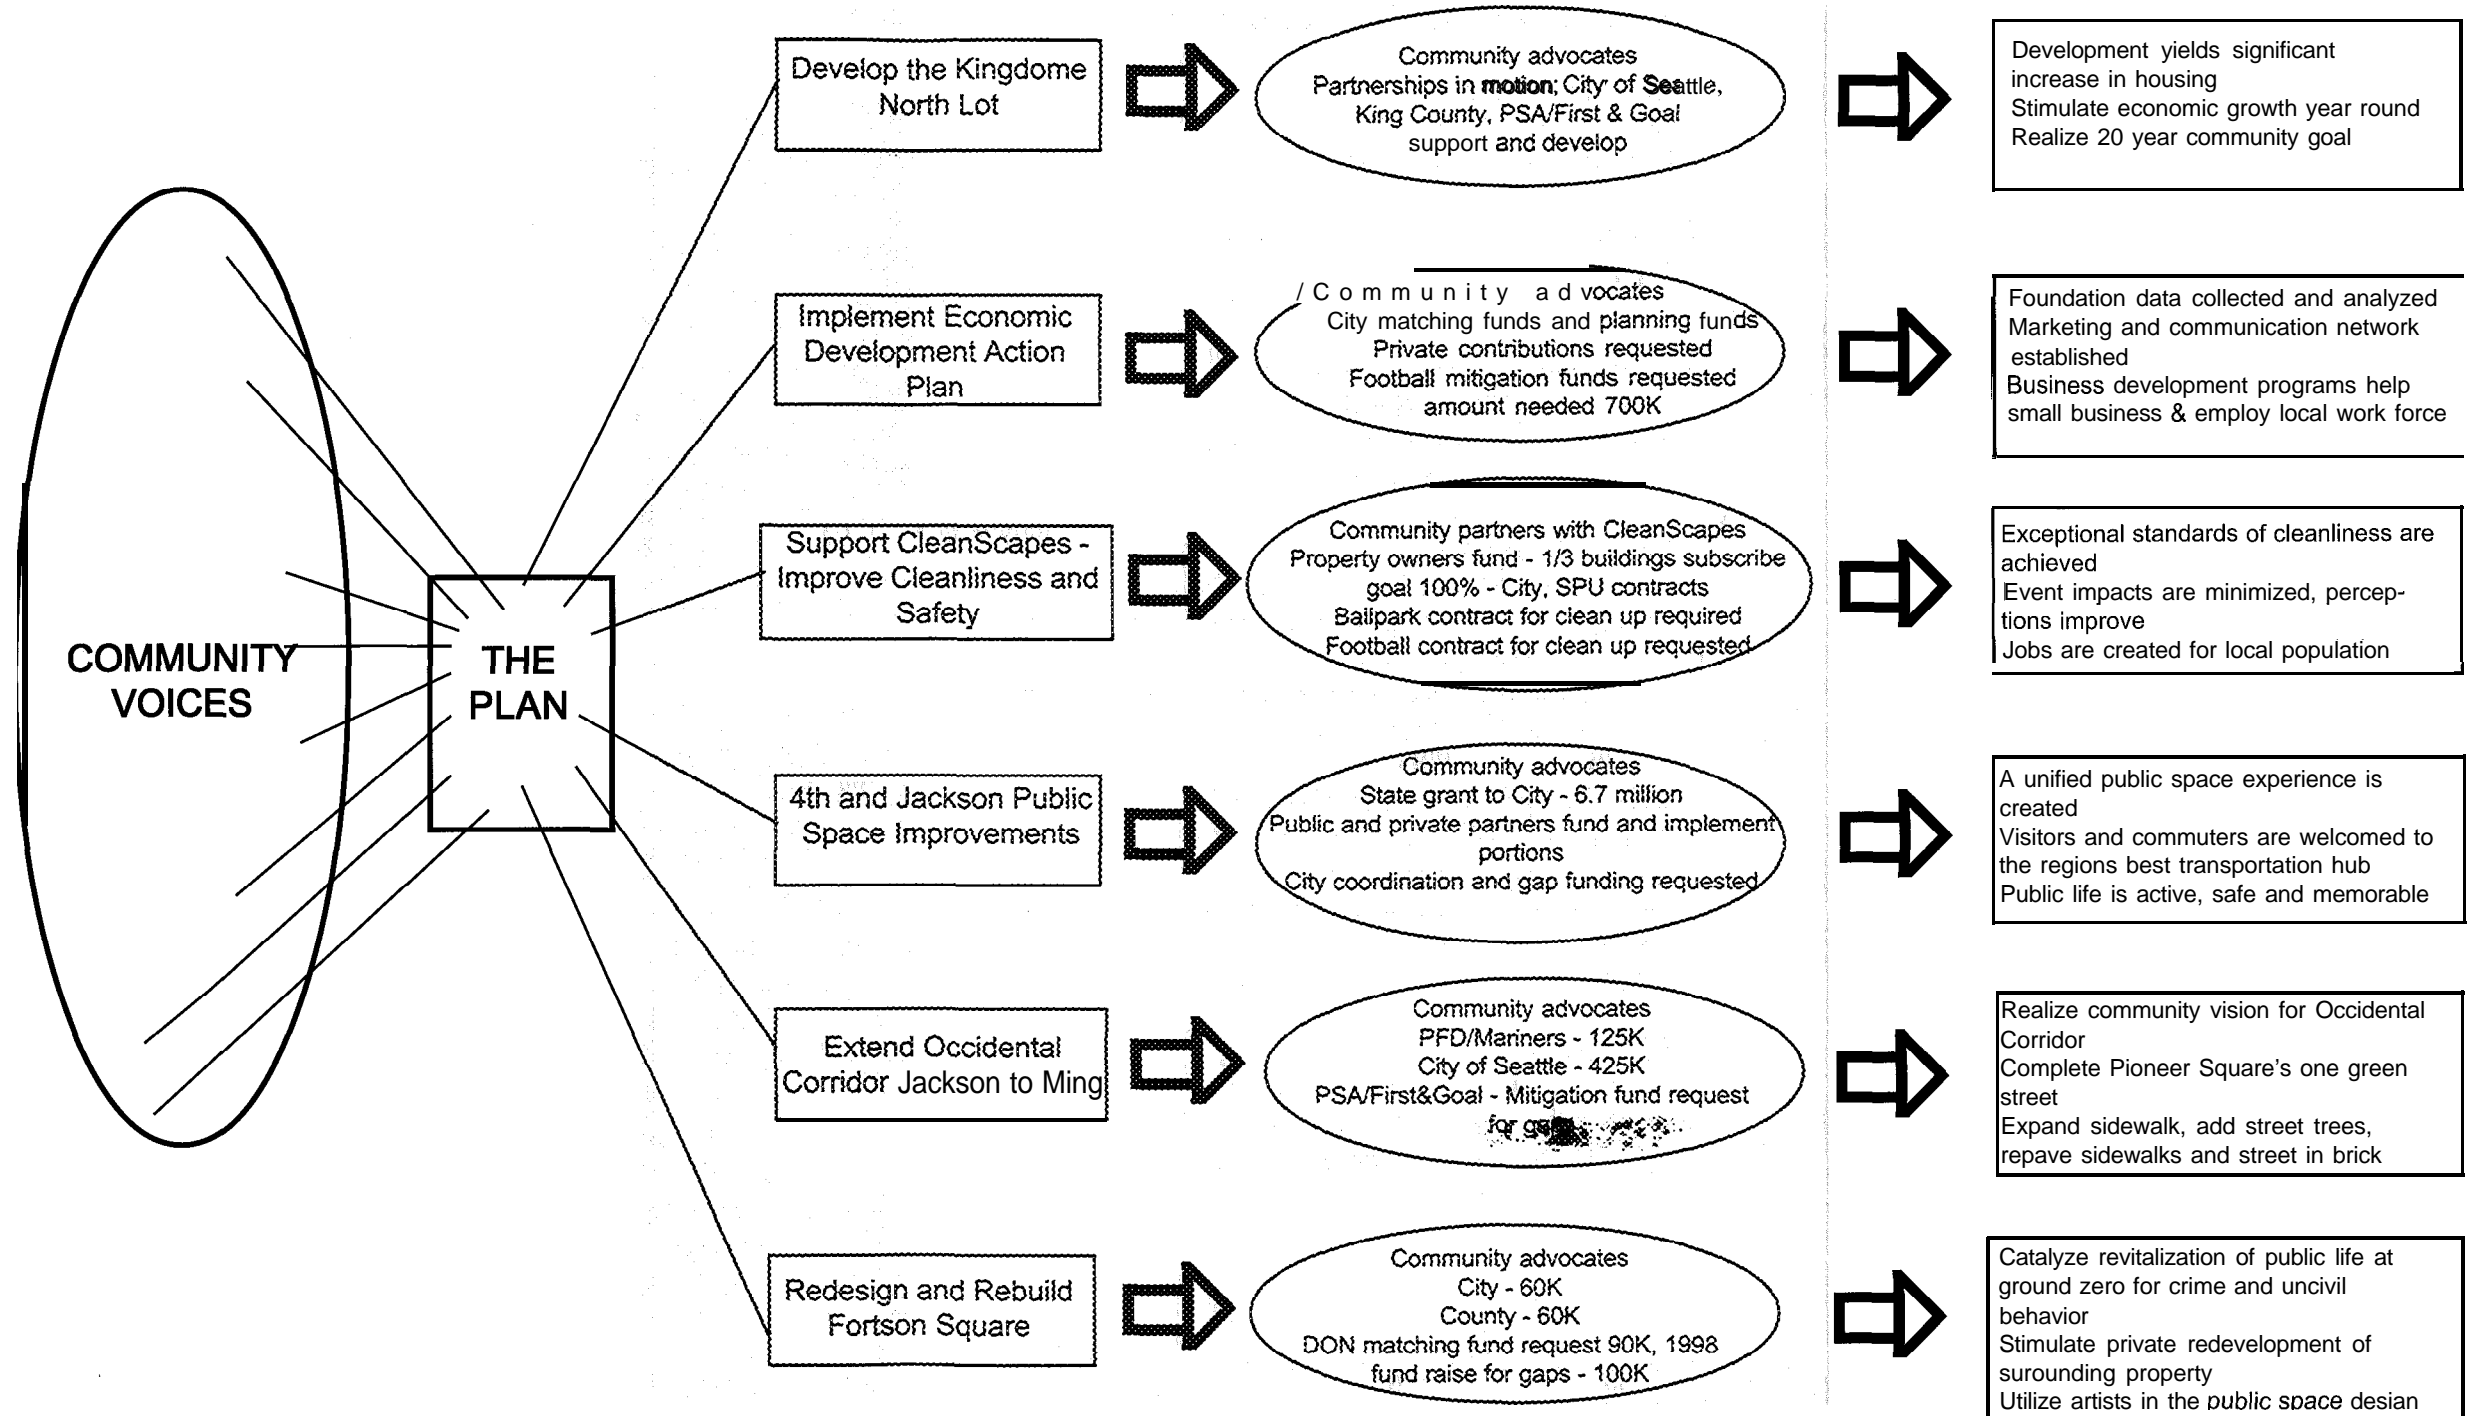 COMMUNITY
VOICES
THE
PLAN
Develop the Kingdome
North Lot
Community advocates
Partnerships in motion; City of Seattle,
King County, PSA/First & Goal
support and develop
Development yields significant
increase in housing
Stimulate economic growth year round
Realize 20 year community goal
Implement Economic
Development Action
Plan
/Community advocates
City matching funds and planning funds
Private contributions requested
Football mitigation funds requested
amount needed 700K
Foundation data collected and analyzed
Marketing and communication network
established
Business development programs help
small business & employ local work force
Support CleanScapes -
Improve Cleanliness and
Safety
Community partners with CleanScapes
Property owners fund - 1/3 buildings subscribe
goal 100% - City, SPU contracts
Ballpark contract for clean up required
Football contract for clean up requested
Exceptional standards of cleanliness are
achieved
Event impacts are minimized, percep-
tions improve
Jobs are created for local population
4th and Jackson Public
Space Improvements
Community advocates
State grant to City - 6.7 million
Public and private partners fund and implement
portions
City coordination and gap funding requested
A unified public space experience is
created
Visitors and commuters are welcomed to
the regions best transportation hub
Public life is active, safe and memorable
Extend Occidental
Corridor Jackson to Ming
Community advocates
PFD/Mariners - 125K
City of Seattle - 425K
PSA/First&Goal - Mitigation fund request
for
Realize community vision for Occidental
Corridor
Complete Pioneer Square's one green
street
Expand sidewalk, add street trees,
repave sidewalks and street in brick
Redesign and Rebuild
Fortson Square
Community advocates
City - 60K
County - 60K
DON matching fund request 90K, 1998
fund raise for gaps - 100K
Catalyze revitalization of public life at
ground zero for crime and uncivil
behavior
Stimulate private redevelopment of
surounding property
Utilize artists in the public space desian